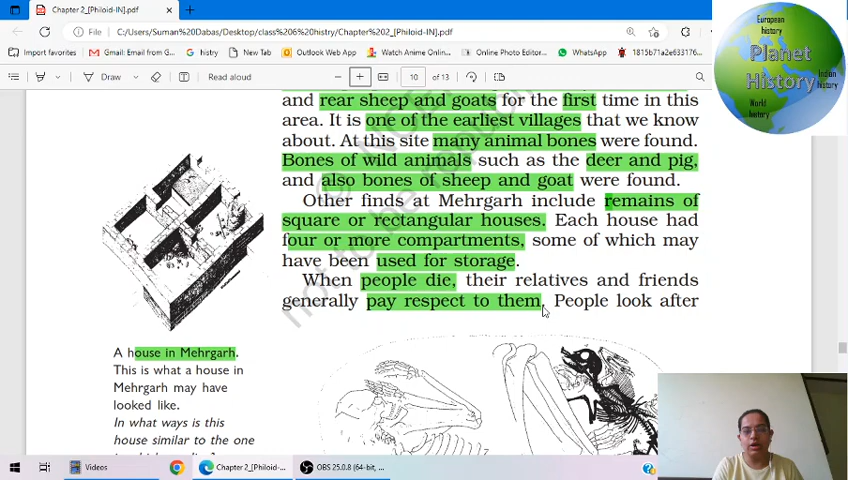 Chapter 2_[Philoid-IN].pdf
File C:/Users/Suman%20Dabas/Desktop/class%206%20histry/Chapter%202_[Philoid-IN].pdf
Import favorites Gmail: Email from G... histry New Tab Outlook Web App Watch Anime Online... Online Photo Editor... WhatsApp 1815b71a2e633176...
Draw Read aloud 10 of 13
European
history
Planet
History
Indian
history
World
history
and rear sheep and goats for the first time in this
area. It is one of the earliest villages that we know
about. At this site many animal bones were found.
Bones of wild animals such as the deer and pig,
and also bones of sheep and goat were found.
Other finds at Mehrgarh include remains of
square or rectangular houses. Each house had
four or more compartments, some of which may
have been used for storage.
When people die, their relatives and friends
generally pay respect to them. People look after
A house in Mehrgarh.
This is what a house in
Mehrgarh may have
looked like.
In what ways is this
house similar to the one
not to be
Videos Chapter 2_[Philoid-I... OBS 25.0.8 (64-bit, ...